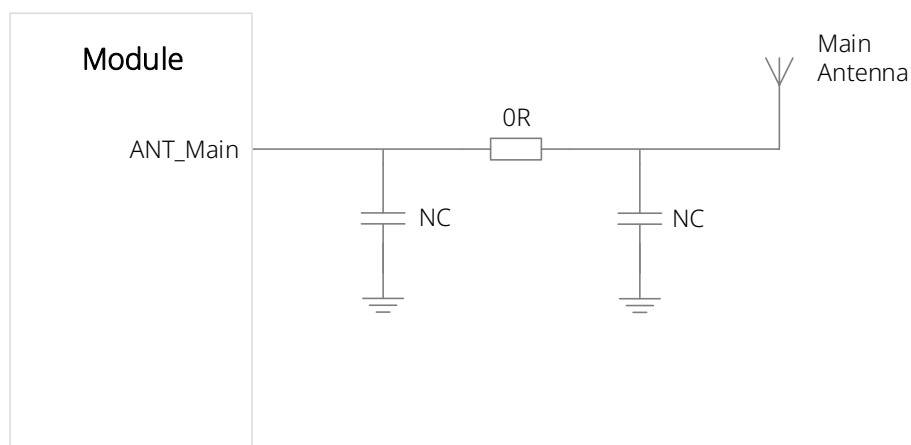 Module
Main
Antenna
0R
ANT_Main
NC
NC